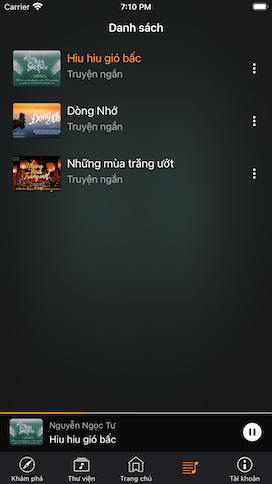 Carrier
7:10 PM
Danh sách
Hiu hiu gió bấc
Truyện ngắn
Dòng Nhớ
Truyện ngắn
Những mùa trăng ướt
Truyện ngắn
Nguyễn Ngọc Tư
Hiu hiu gió bấc
Khám phá
Thư viện
Trang chủ
Tài khoản